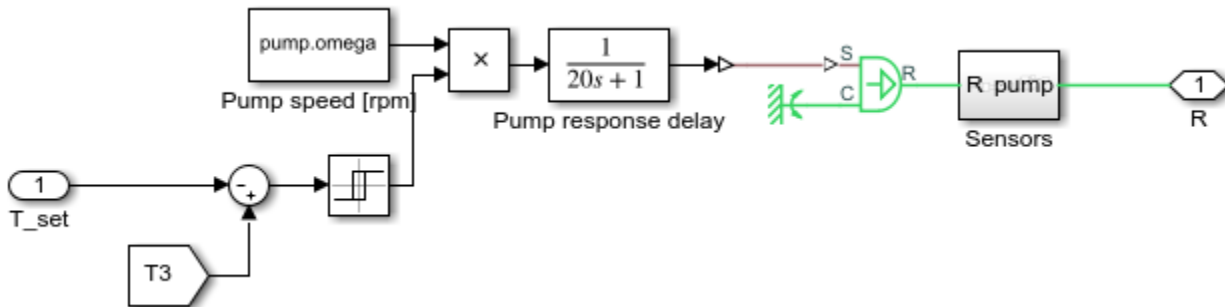 pump.omega
Pump speed [rpm]
×
1
20s + 1
Pump response delay
S
C
R
R pump
Sensors
1
R
1
T_set
-
+
T3